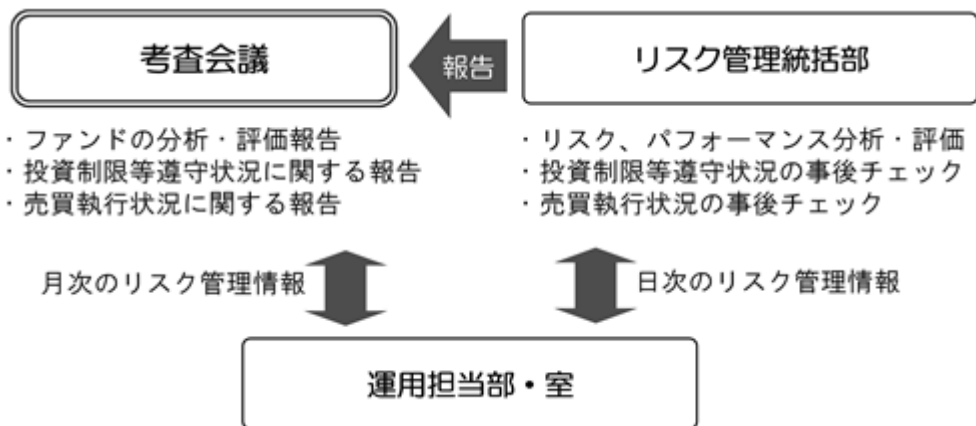 考査会議
報告
リスク管理統括部
・ファンドの分析・評価報告
・投資制限等遵守状況に関する報告
・売買執行状況に関する報告
・リスク、パフォーマンス分析・評価
・投資制限等遵守状況の事後チェック
・売買執行状況の事後チェック
月次のリスク管理情報
日次のリスク管理情報
運用担当部・室